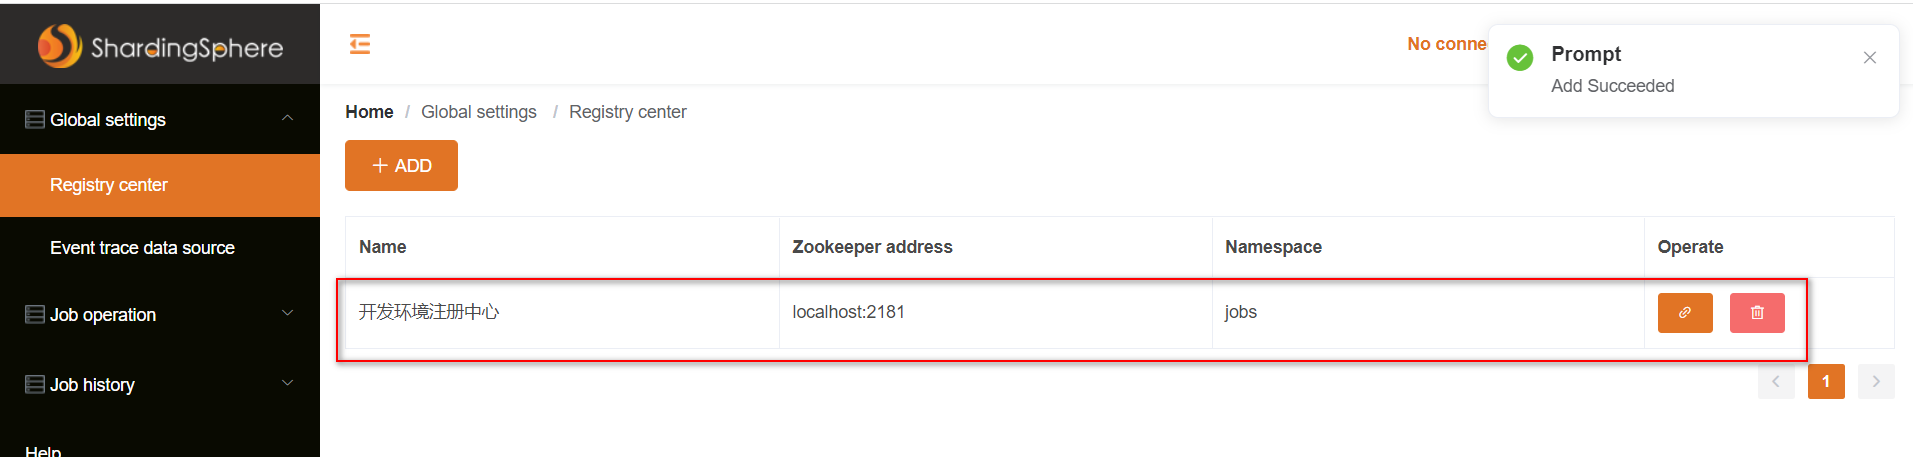 ShardingSphere
Global settings
Registry center
Event trace data source
Job operation
Job history
Help
No conne
Prompt
Add Succeeded
Home / Global settings / Registry center
ADD
Name Zookeeper address Namespace Operate
开发环境注册中心 localhost:2181 jobs
1